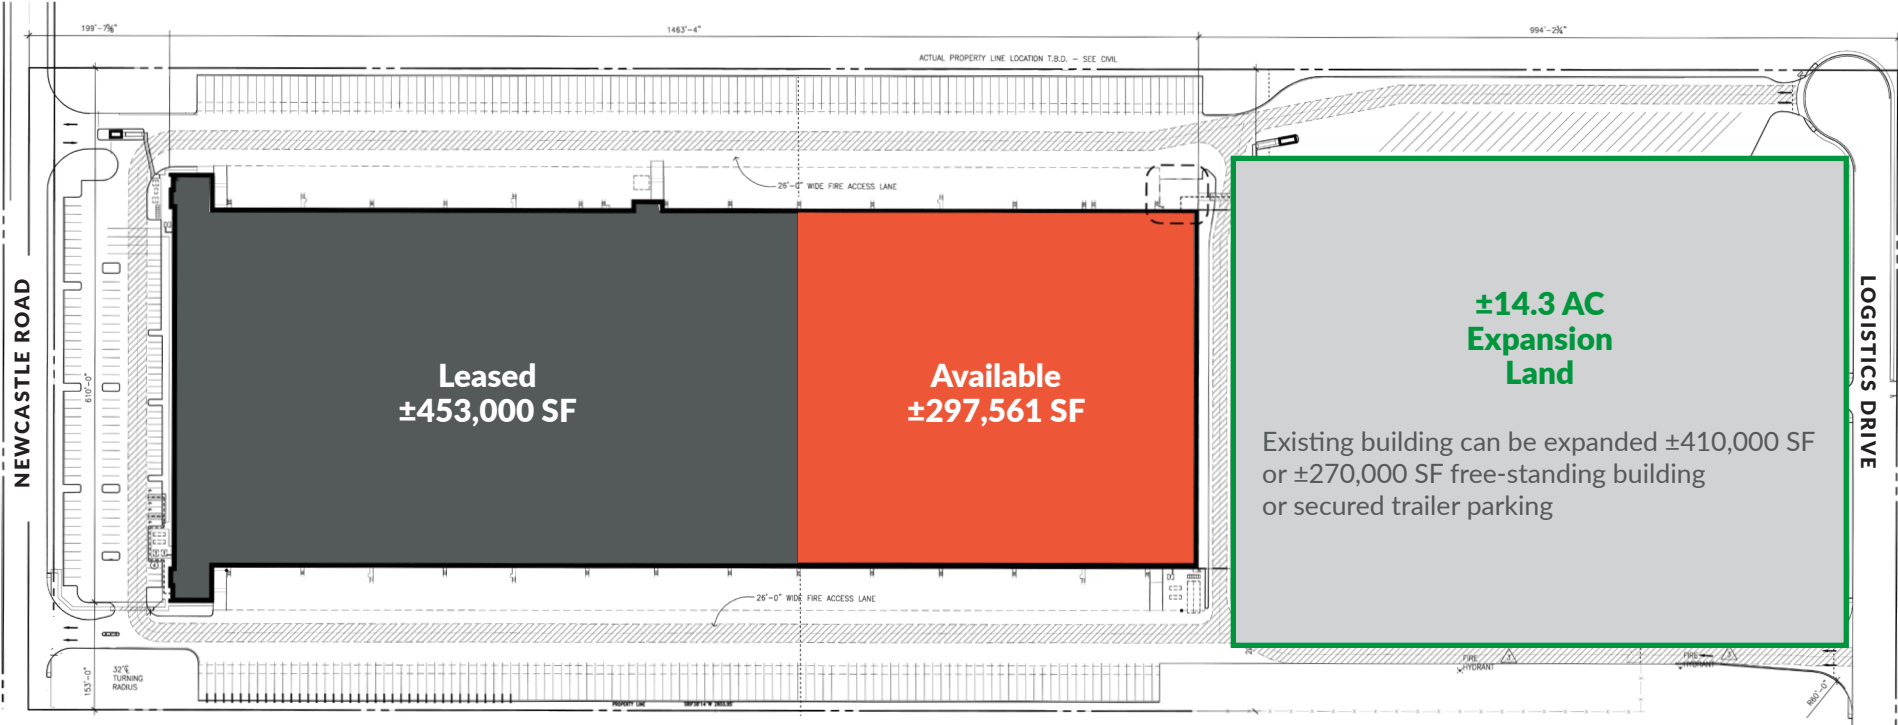 199'-7⅝"
1463'-4"
994'-2¾"
ACTUAL PROPERTY LINE LOCATION T.B.D. – SEE CIVIL
26'-0" WIDE FIRE ACCESS LANE
NEWCASTLE ROAD
610'-0"
Leased
±453,000 SF
Available
±297,561 SF
±14.3 AC
Expansion
Land
Existing building can be expanded ±410,000 SF
or ±270,000 SF free-standing building
or secured trailer parking
LOGISTICS DRIVE
26'-0" WIDE FIRE ACCESS LANE
153'-0"
32'℄
TURNING
RADIUS
FIRE
HYDRANT
FIRE
HYDRANT
R60'-0"
PROPERTY LINE